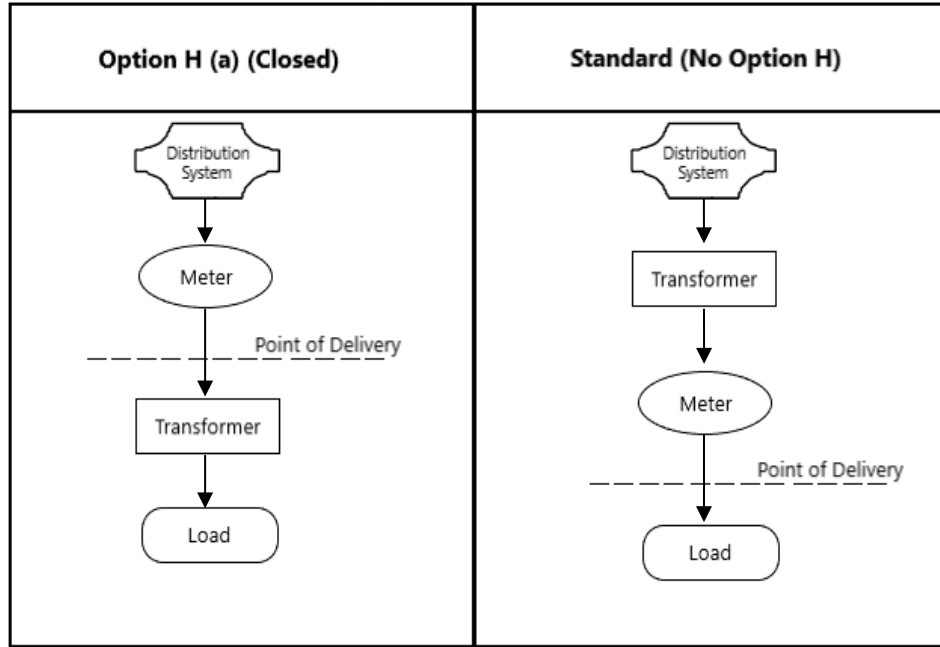 Option H (a) (Closed)
Standard (No Option H)
Distribution
System
Meter
Point of Delivery
Transformer
Load
Distribution
System
Transformer
Meter
Point of Delivery
Load